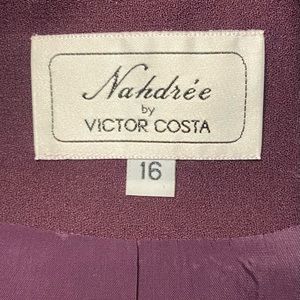 Nahdrée
by
VICTOR COSTA
16